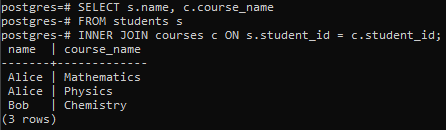 postgres=# SELECT s.name, c.course_name
postgres-# FROM students s
postgres-# INNER JOIN courses c ON s.student_id = c.student_id;
 name  | course_name
-------+-------------
 Alice | Mathematics
 Alice | Physics
 Bob   | Chemistry
(3 rows)